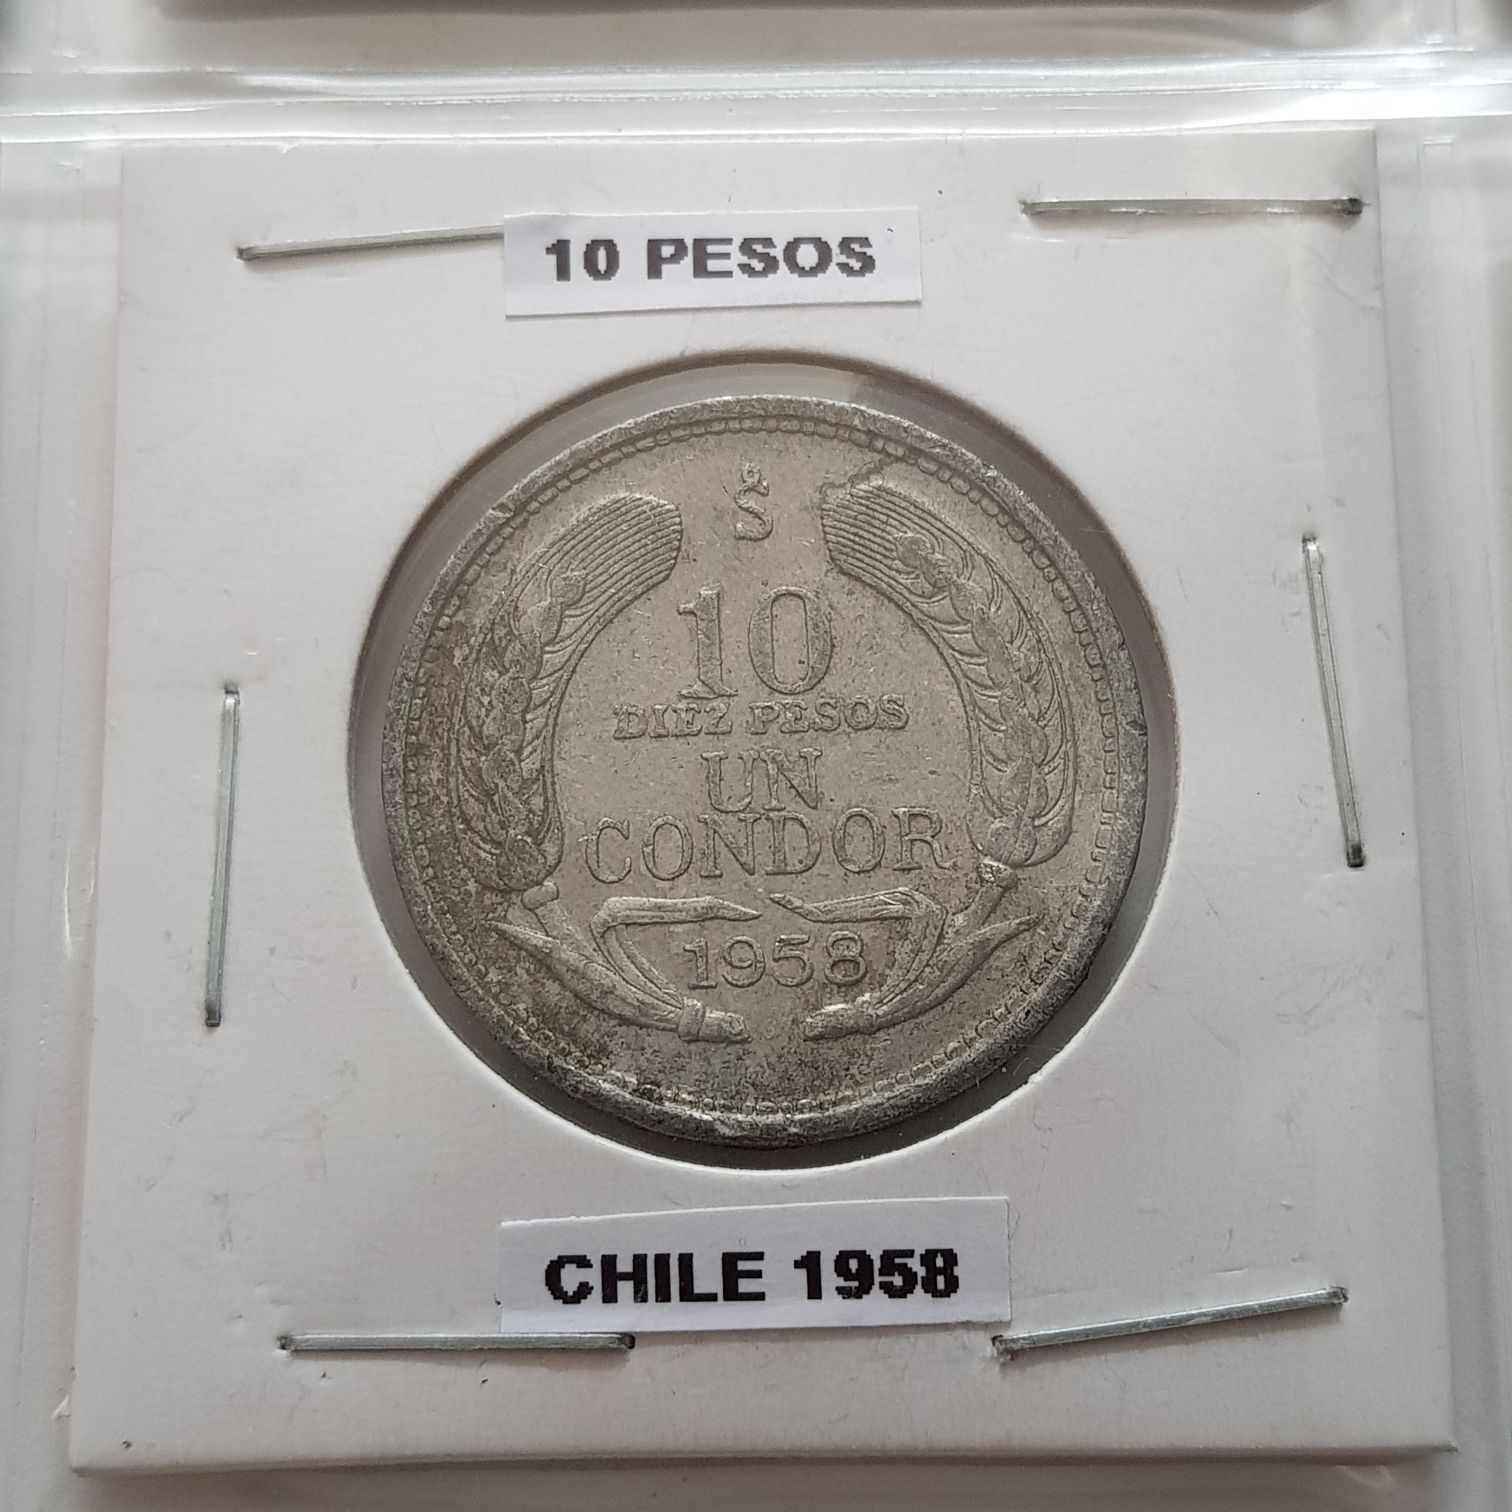 10 PESOS
S
10
DIEZ PESOS
UN
CONDOR
1958
CHILE 1958